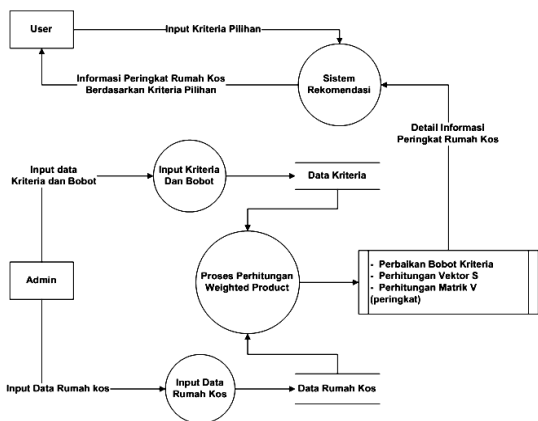 User
Input Kriteria Pilihan
Sistem
Rekomendasi
Informasi Peringkat Rumah Kos
Berdasarkan Kriteria Pilihan
Detail Informasi
Peringkat Rumah Kos
Input data
Kriteria dan Bobot
Input Kriteria
Dan Bobot
Data Kriteria
Admin
Proses Perhitungan
Weighted Product
- Perbaikan Bobot Kriteria
- Perhitungan Vektor S
- Perhitungan Matrik V
(peringkat)
Input Data Rumah kos
Input Data
Rumah Kos
Data Rumah Kos